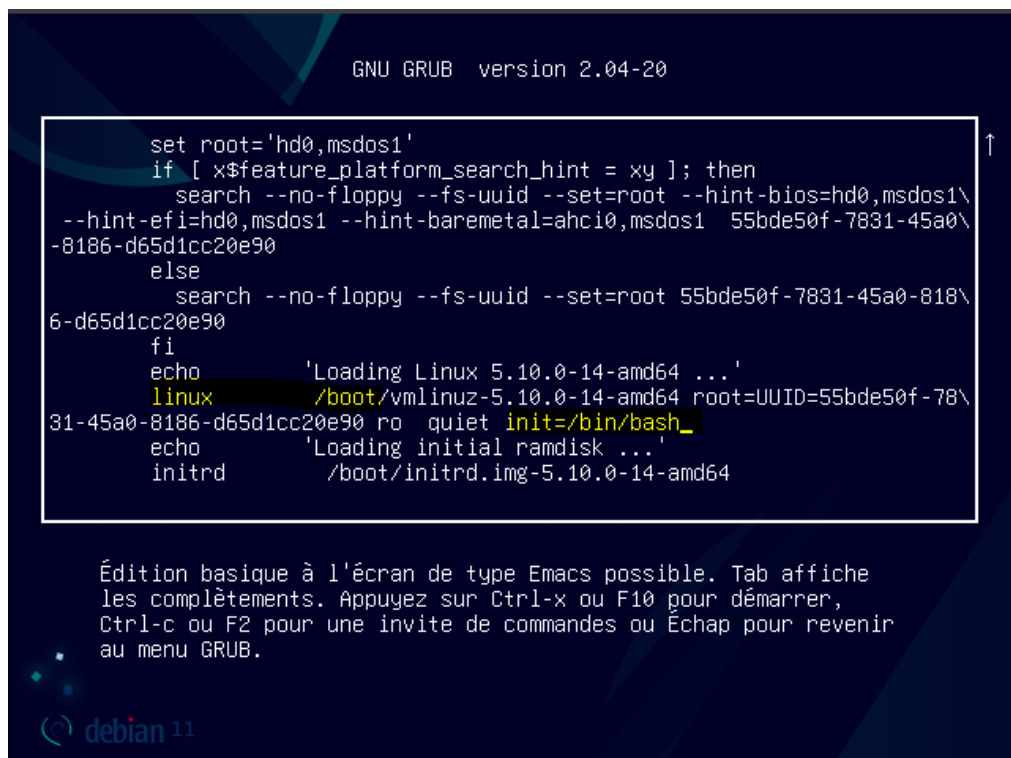 GNU GRUB  version 2.04-20
set root='hd0,msdos1'
if [ x$feature_platform_search_hint = xy ]; then
search --no-floppy --fs-uuid --set=root --hint-bios=hd0,msdos1\
--hint-efi=hd0,msdos1 --hint-baremetal=ahci0,msdos1  55bde50f-7831-45a0\
-8186-d65d1cc20e90
else
search --no-floppy --fs-uuid --set=root 55bde50f-7831-45a0-818\
6-d65d1cc20e90
fi
echo 'Loading Linux 5.10.0-14-amd64 ...'
linux /boot/vmlinuz-5.10.0-14-amd64 root=UUID=55bde50f-78\
31-45a0-8186-d65d1cc20e90 ro  quiet init=/bin/bash_
echo 'Loading initial ramdisk ...'
initrd /boot/initrd.img-5.10.0-14-amd64
Édition basique à l'écran de type Emacs possible. Tab affiche
les complètements. Appuyez sur Ctrl-x ou F10 pour démarrer,
Ctrl-c ou F2 pour une invite de commandes ou Échap pour revenir
au menu GRUB.
debian 11